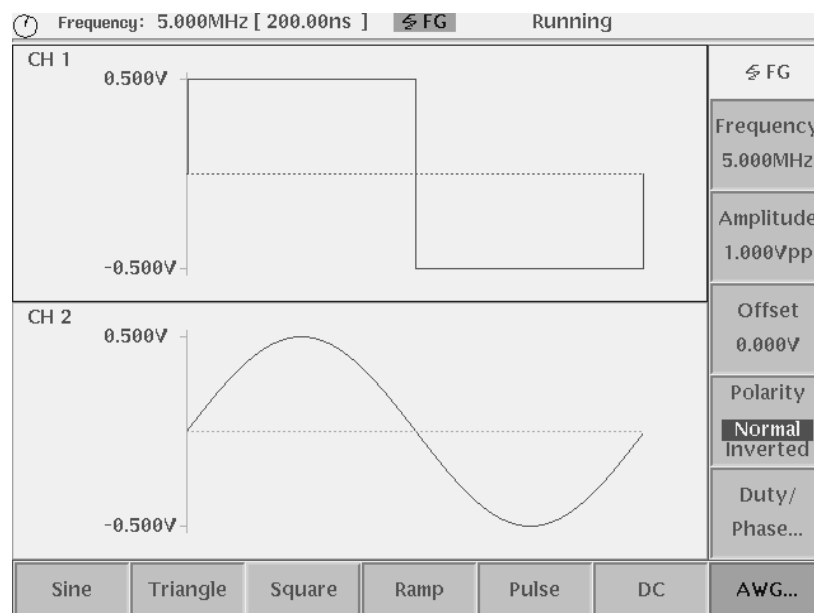 Frequency: 5.000MHz [ 200.00ns ] FG Running
CH 1
0.500V
-0.500V
CH 2
0.500V
-0.500V
FG
Frequency
5.000MHz
Amplitude
1.000Vpp
Offset
0.000V
Polarity
Normal
Inverted
Duty/
Phase...
Sine Triangle Square Ramp Pulse DC AWG...